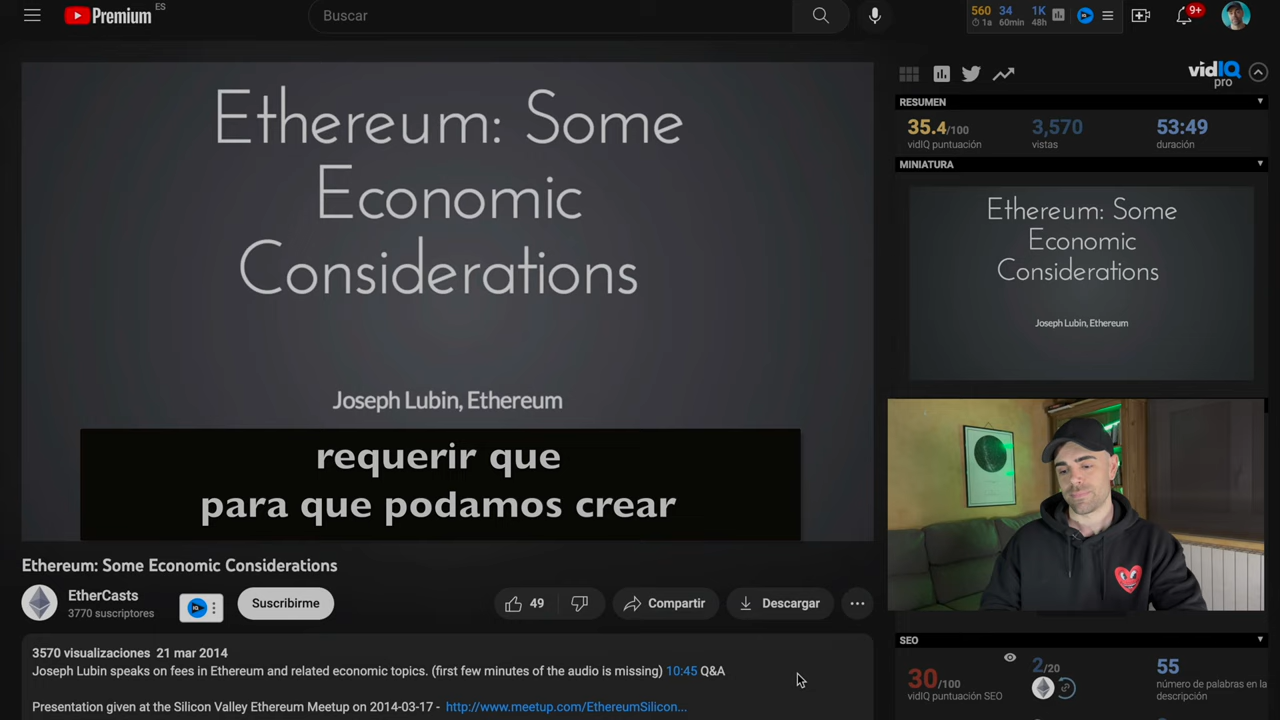 Premium
ES
Buscar
560
34
1K
1a
60min
48h
9+
Ethereum: Some
Economic
Considerations
Joseph Lubin, Ethereum
requerir que
para que podamos crear
vidIQ
pro
RESUMEN
35.4/100
3,570
53:49
vidIQ puntuación
vistas
duración
MINIATURA
Ethereum: Some
Economic
Considerations
Joseph Lubin, Ethereum
Ethereum: Some Economic Considerations
EtherCasts
3770 suscriptores
Suscribirme
49
Compartir
Descargar
3570 visualizaciones 21 mar 2014
Joseph Lubin speaks on fees in Ethereum and related economic topics. (first few minutes of the audio is missing) 10:45 Q&A
Presentation given at the Silicon Valley Ethereum Meetup on 2014-03-17 - http://www.meetup.com/EthereumSilicon...
SEO
30/100
2/20
55
vidIQ puntuación SEO
número de palabras en la
descripción